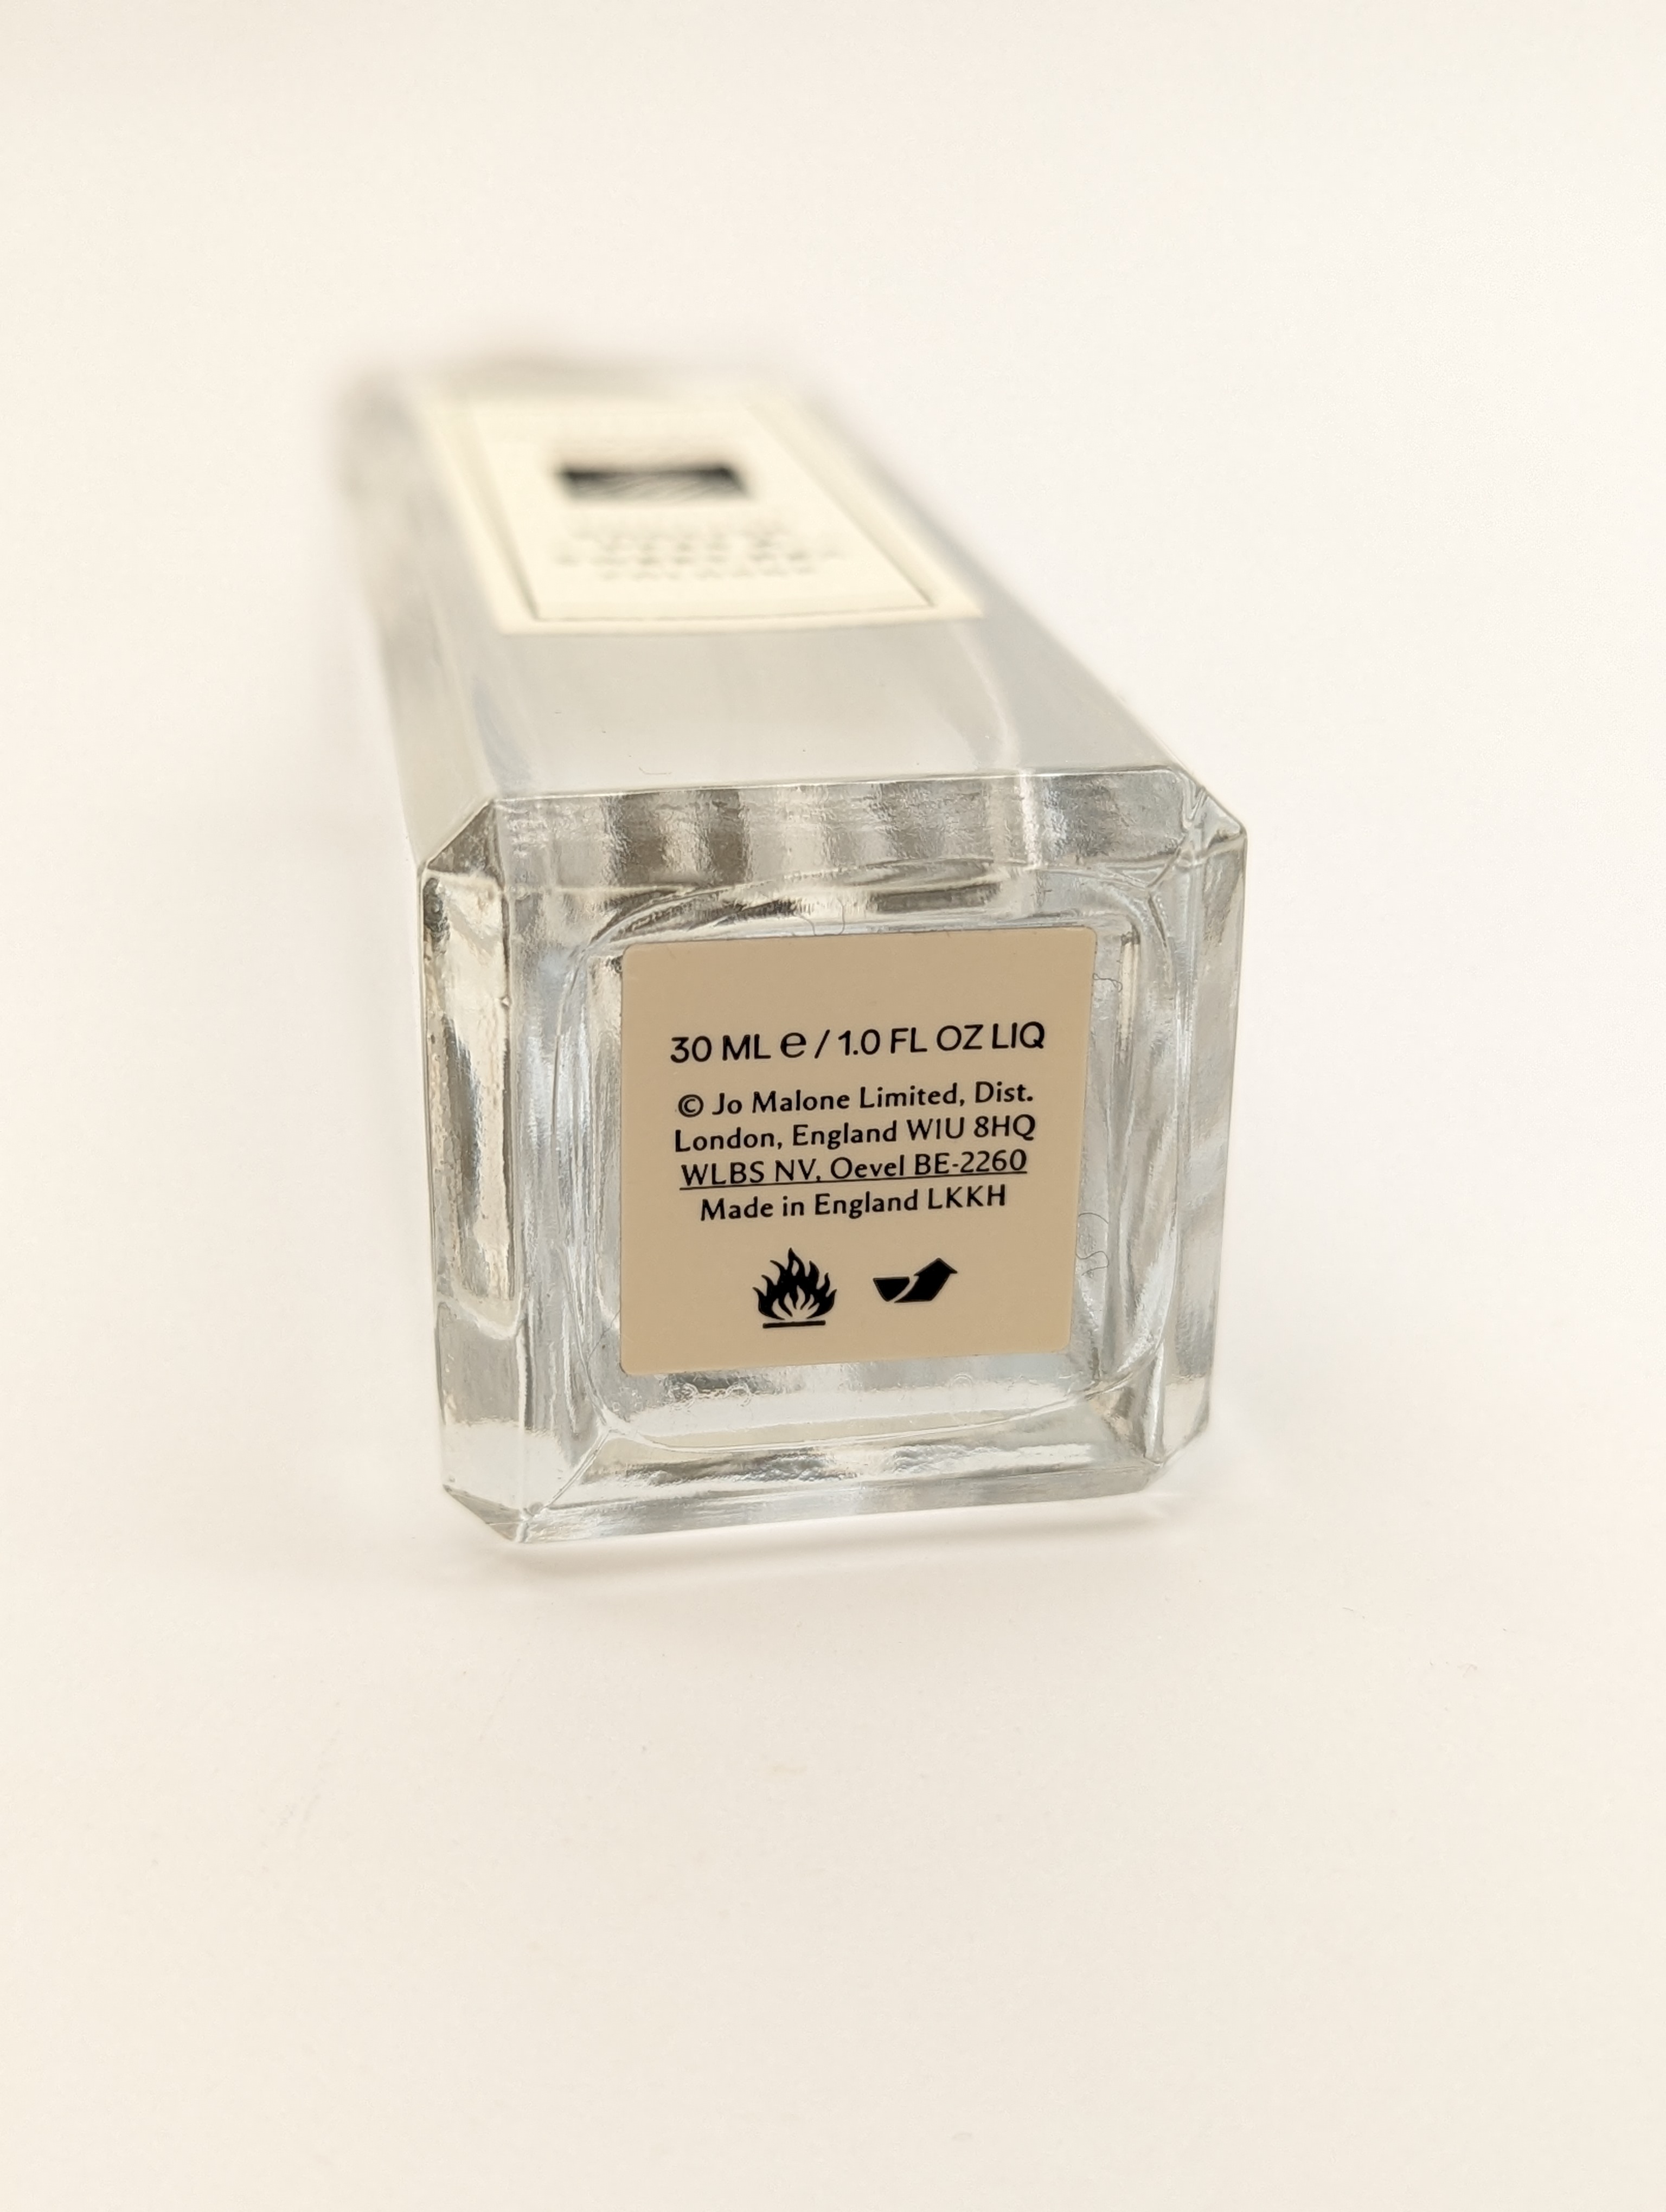 30 ML e / 1.0 FL OZ LIQ
© Jo Malone Limited, Dist.
London, England W1U 8HQ
WLBS NV, Oevel BE-2260
Made in England LKKH